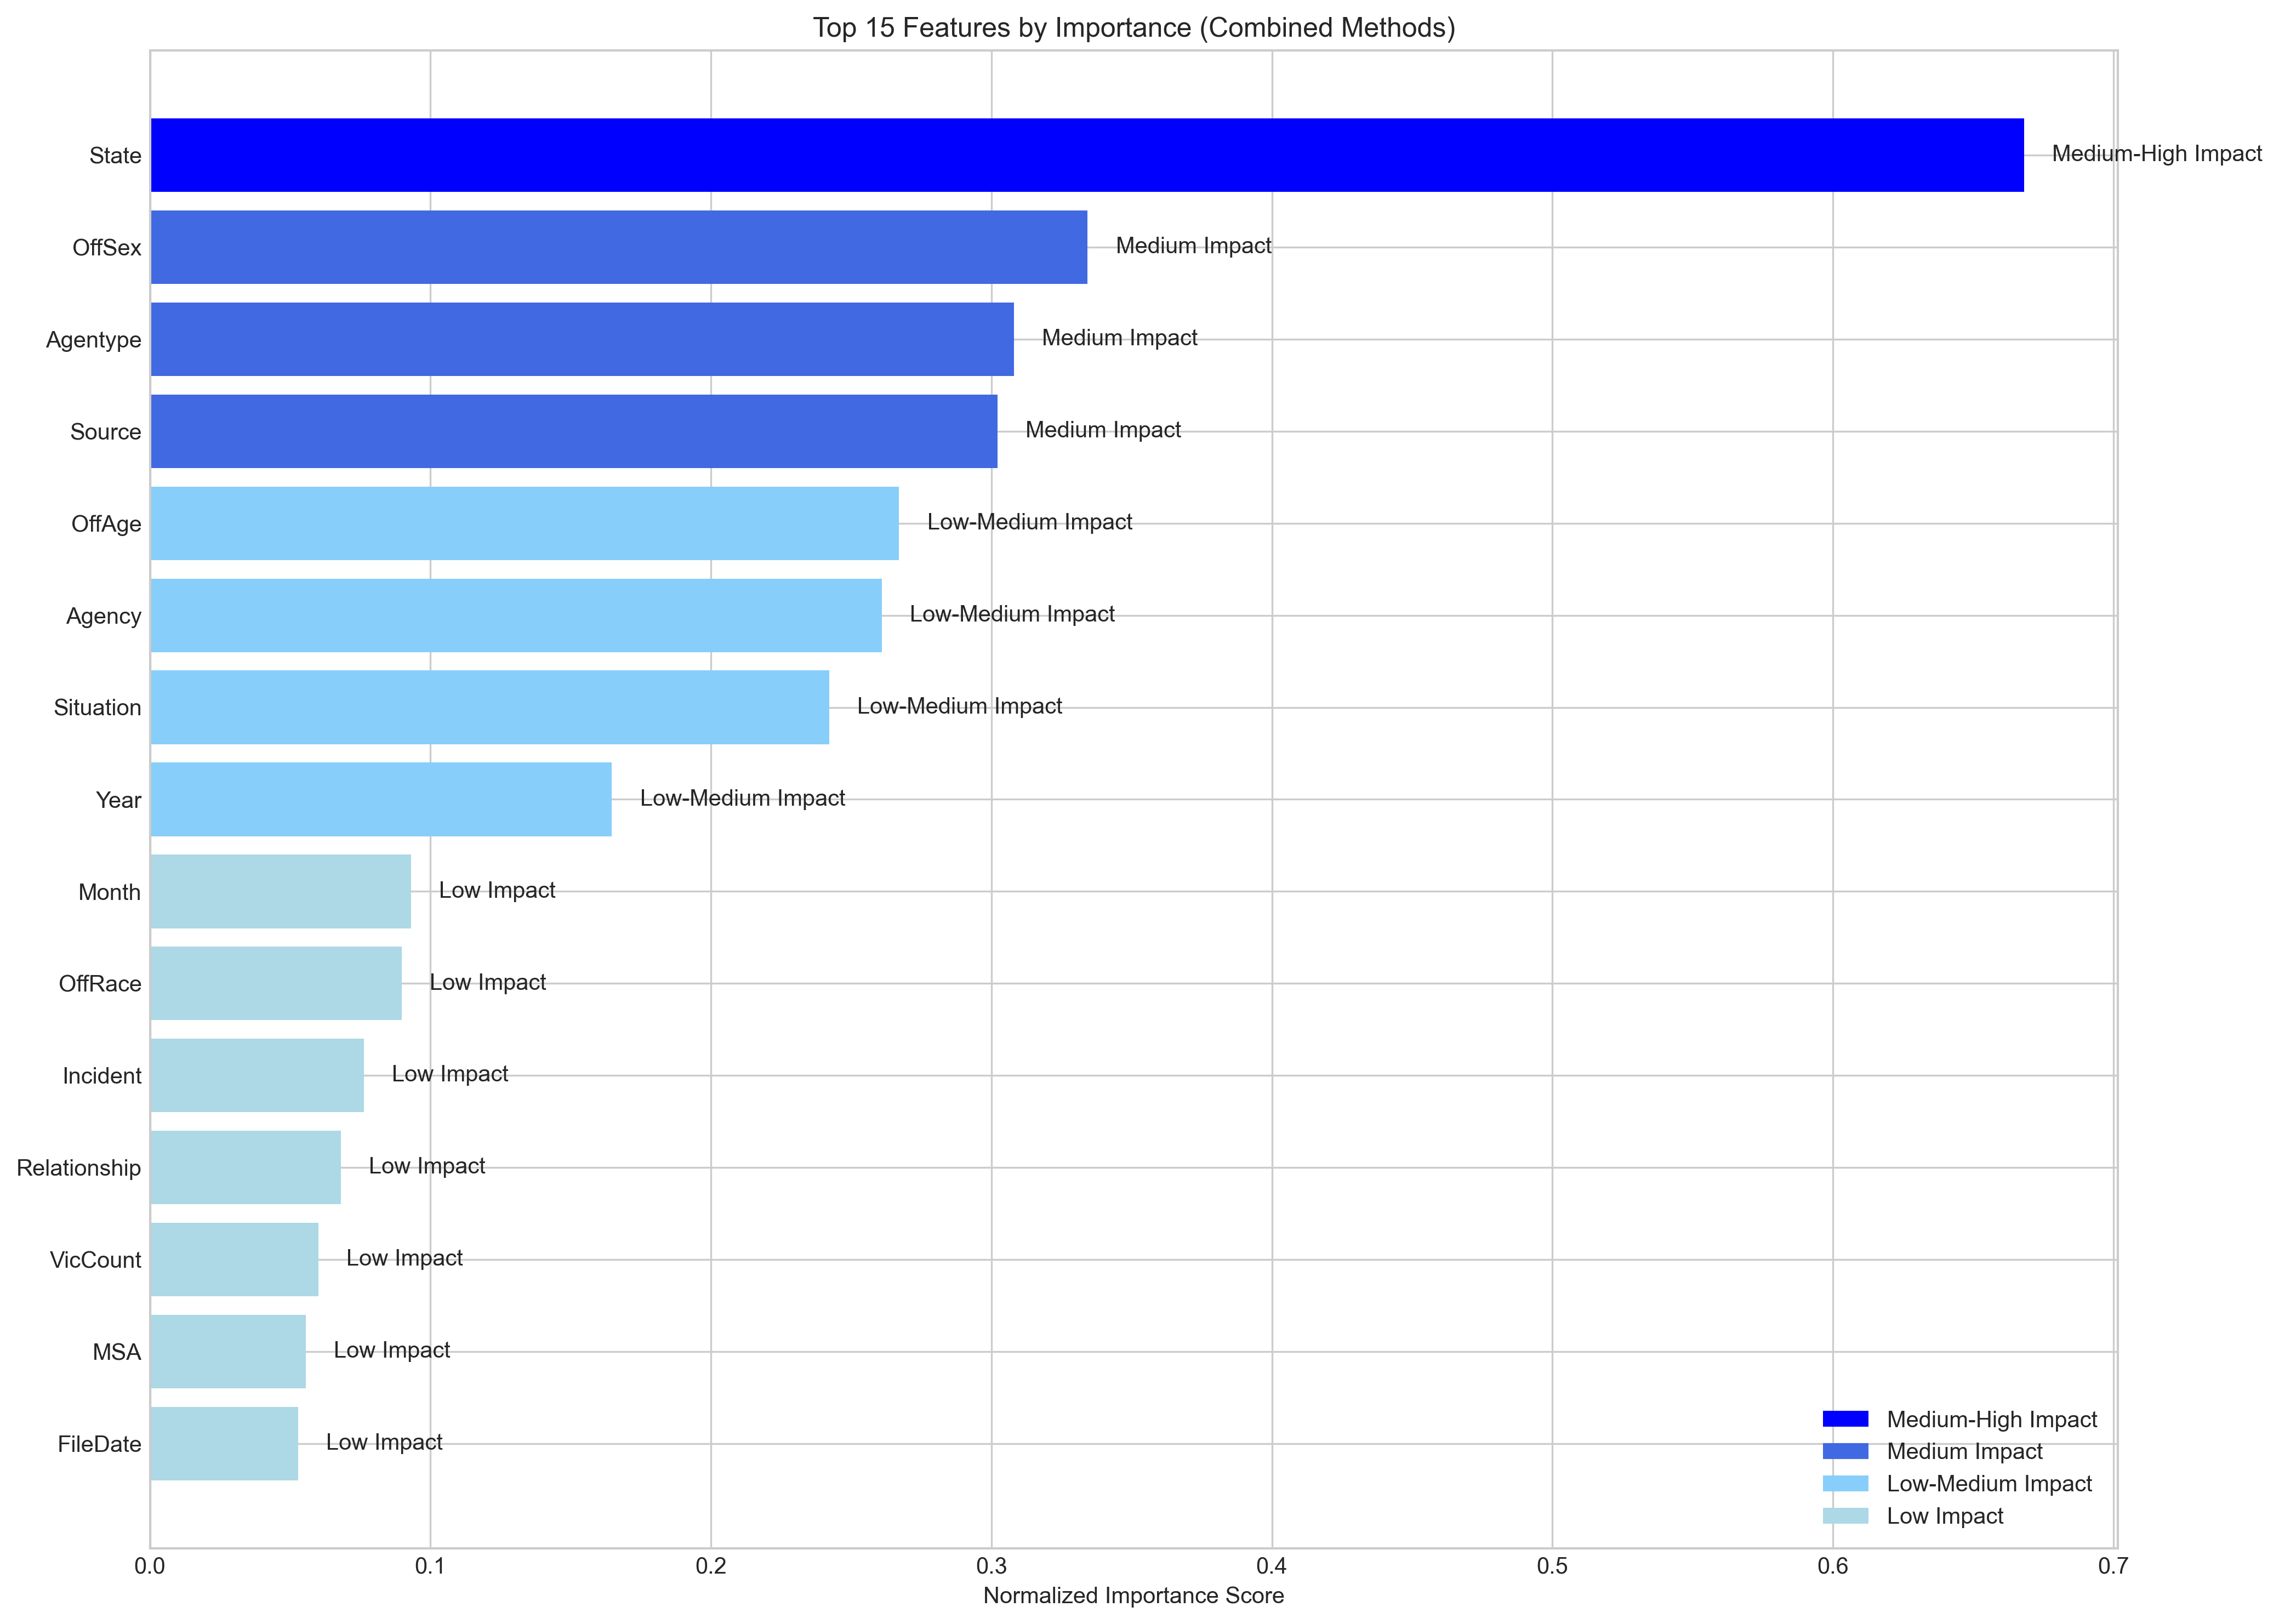 Top 15 Features by Importance (Combined Methods)
State
Medium-High Impact
OffSex
Medium Impact
Agentype
Medium Impact
Source
Medium Impact
OffAge
Low-Medium Impact
Agency
Low-Medium Impact
Situation
Low-Medium Impact
Year
Low-Medium Impact
Month
Low Impact
OffRace
Low Impact
Incident
Low Impact
Relationship
Low Impact
VicCount
Low Impact
MSA
Low Impact
FileDate
Low Impact
Medium-High Impact
Medium Impact
Low-Medium Impact
Low Impact
0.0 0.1 0.2 0.3 0.4 0.5 0.6 0.7
Normalized Importance Score